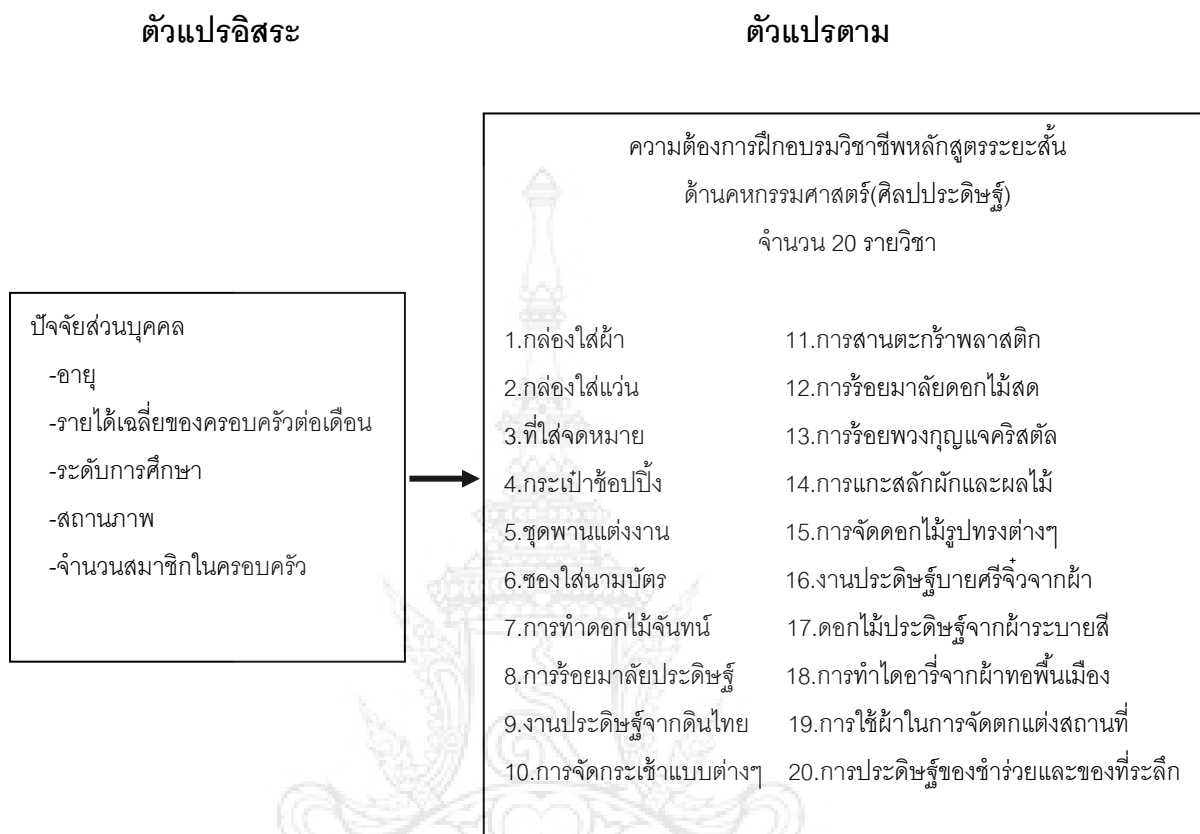 ตัวแปรอิสระ
ตัวแปรตาม
ปัจจัยส่วนบุคคล
-อายุ
-รายได้เฉลี่ยของครอบครัวต่อเดือน
-ระดับการศึกษา
-สถานภาพ
-จำนวนสมาชิกในครอบครัว
ความต้องการฝึกอบรมวิชาชีพหลักสูตรระยะสั้น
ด้านคหกรรมศาสตร์(ศิลปประดิษฐ์)
จำนวน 20 รายวิชา
1.กล่องใส่ผ้า
2.กล่องใส่แว่น
3.ที่ใส่จดหมาย
4.กระเป๋าช้อปปิ้ง
5.ชุดพานแต่งงาน
6.ซองใส่นามบัตร
7.การทำดอกไม้จันทน์
8.การร้อยมาลัยประดิษฐ์
9.งานประดิษฐ์จากดินไทย
10.การจัดกระเช้าแบบต่างๆ
11.การสานตะกร้าพลาสติก
12.การร้อยมาลัยดอกไม้สด
13.การร้อยพวงกุญแจคริสตัล
14.การแกะสลักผักและผลไม้
15.การจัดดอกไม้รูปทรงต่างๆ
16.งานประดิษฐ์บายศรีจิ๋วจากผ้า
17.ดอกไม้ประดิษฐ์จากผ้าระบายสี
18.การทำไดอารี่จากผ้าทอพื้นเมือง
19.การใช้ผ้าในการจัดตกแต่งสถานที่
20.การประดิษฐ์ของชำร่วยและของที่ระลึก